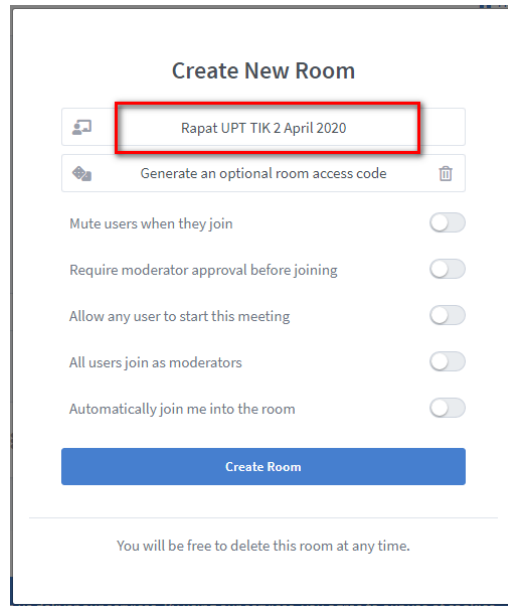 Create New Room
Rapat UPT TIK 2 April 2020
Generate an optional room access code
Mute users when they join
Require moderator approval before joining
Allow any user to start this meeting
All users join as moderators
Automatically join me into the room
Create Room
You will be free to delete this room at any time.